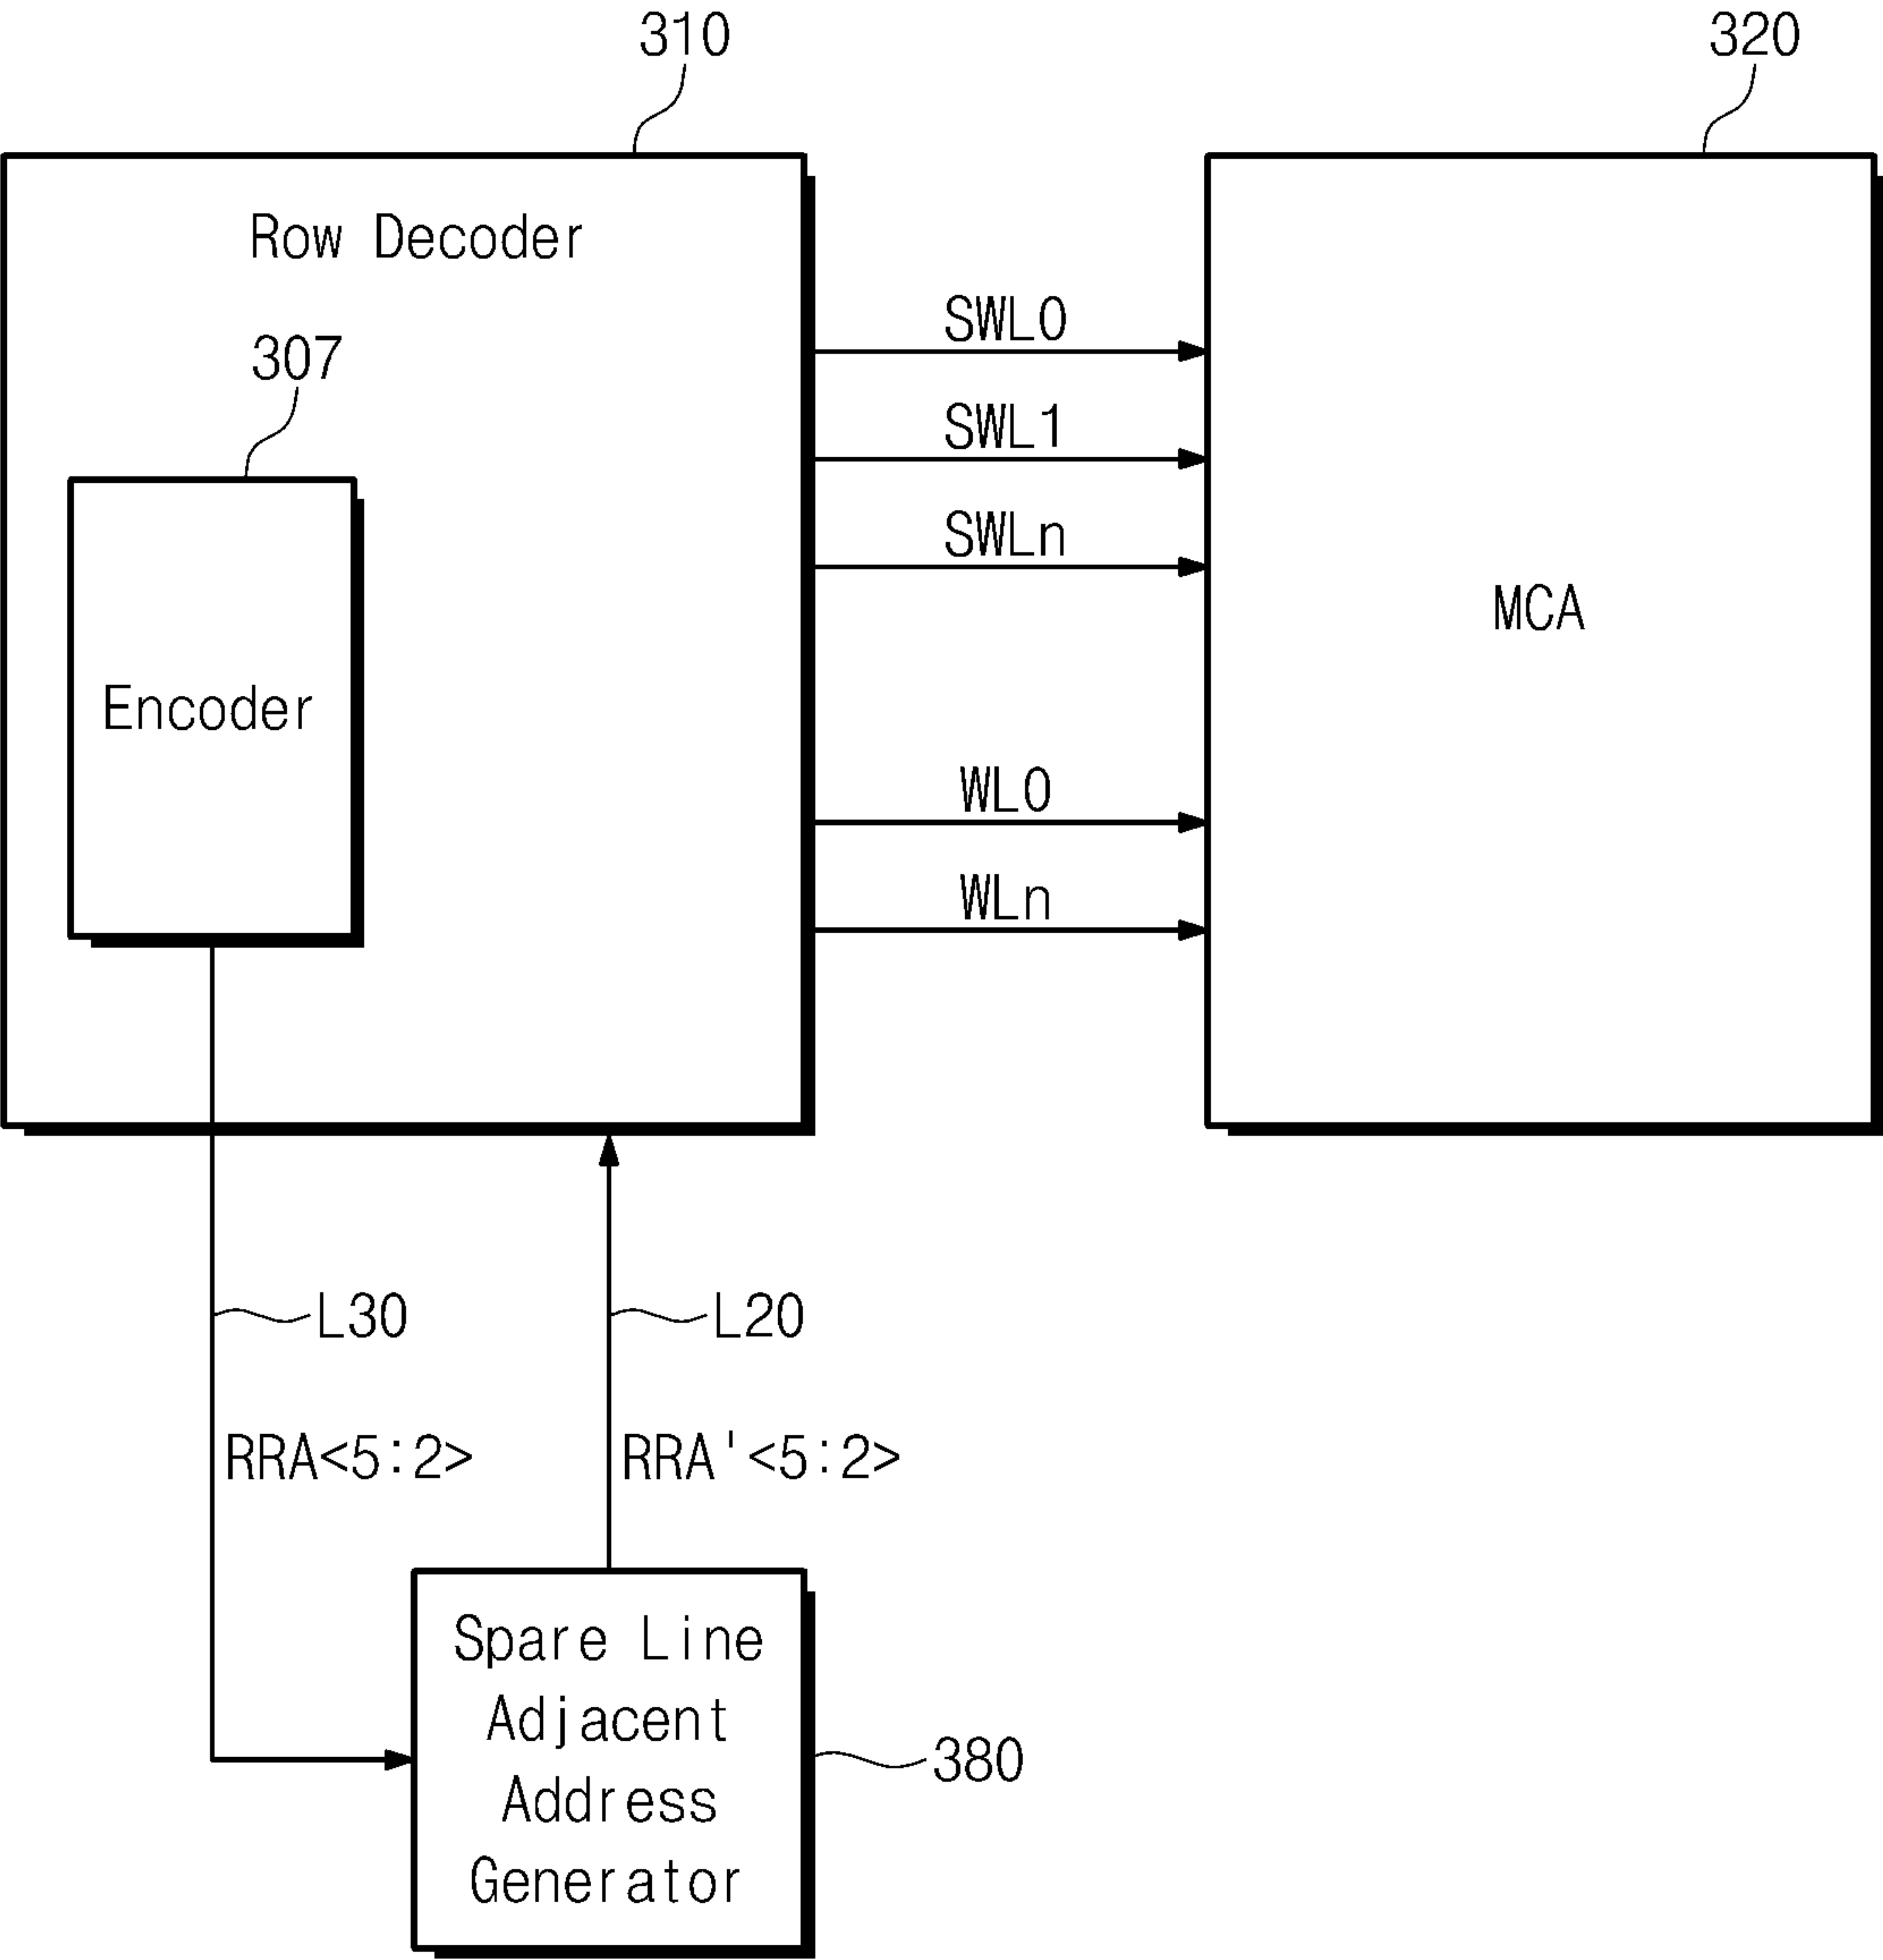 310
320
Row Decoder
SWL0
307
SWL1
SWLn
MCA
Encoder
WL0
WLn
L30
L20
RRA<5:2>
RRA'<5:2>
Spare Line
Adjacent
Address
Generator
380